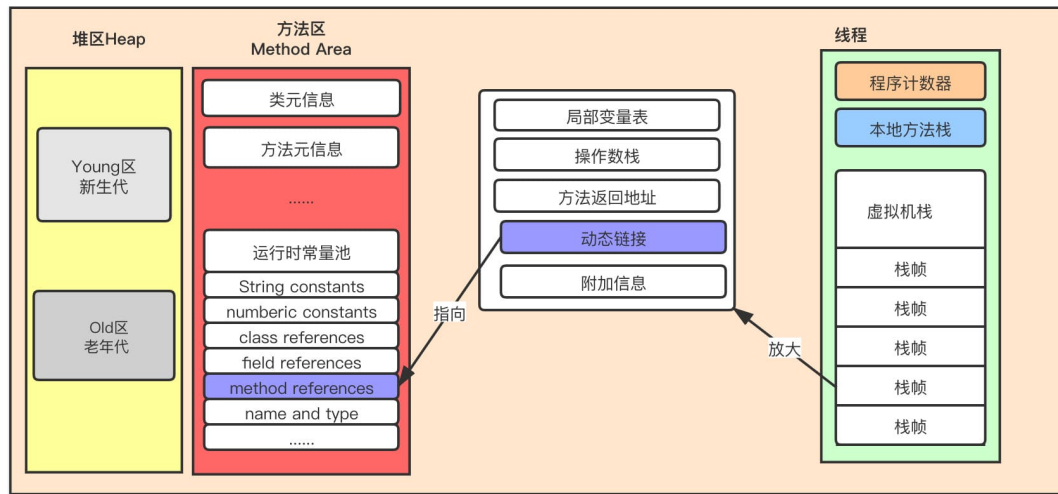 堆区Heap
Young区
新生代
Old区
老年代
方法区
Method Area
类元信息
方法元信息
......
运行时常量池
String constants
numberic constants
class references
field references
method references
name and type
......
指向
局部变量表
操作数栈
方法返回地址
动态链接
附加信息
放大
线程
程序计数器
本地方法栈
虚拟机栈
栈帧
栈帧
栈帧
栈帧
栈帧